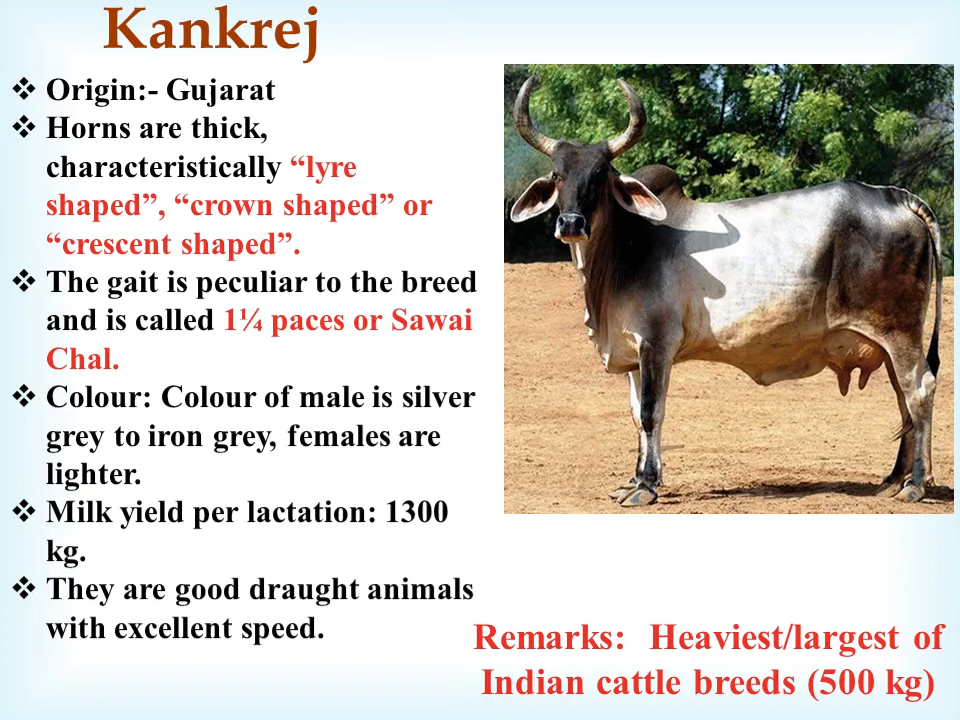 Kankrej
❖ Origin:- Gujarat
❖ Horns are thick,
characteristically “lyre
shaped”, “crown shaped” or
“crescent shaped”.
❖ The gait is peculiar to the breed
and is called 1¼ paces or Sawai
Chal.
❖ Colour: Colour of male is silver
grey to iron grey, females are
lighter.
❖ Milk yield per lactation: 1300
kg.
❖ They are good draught animals
with excellent speed.
Remarks: Heaviest/largest of
Indian cattle breeds (500 kg)